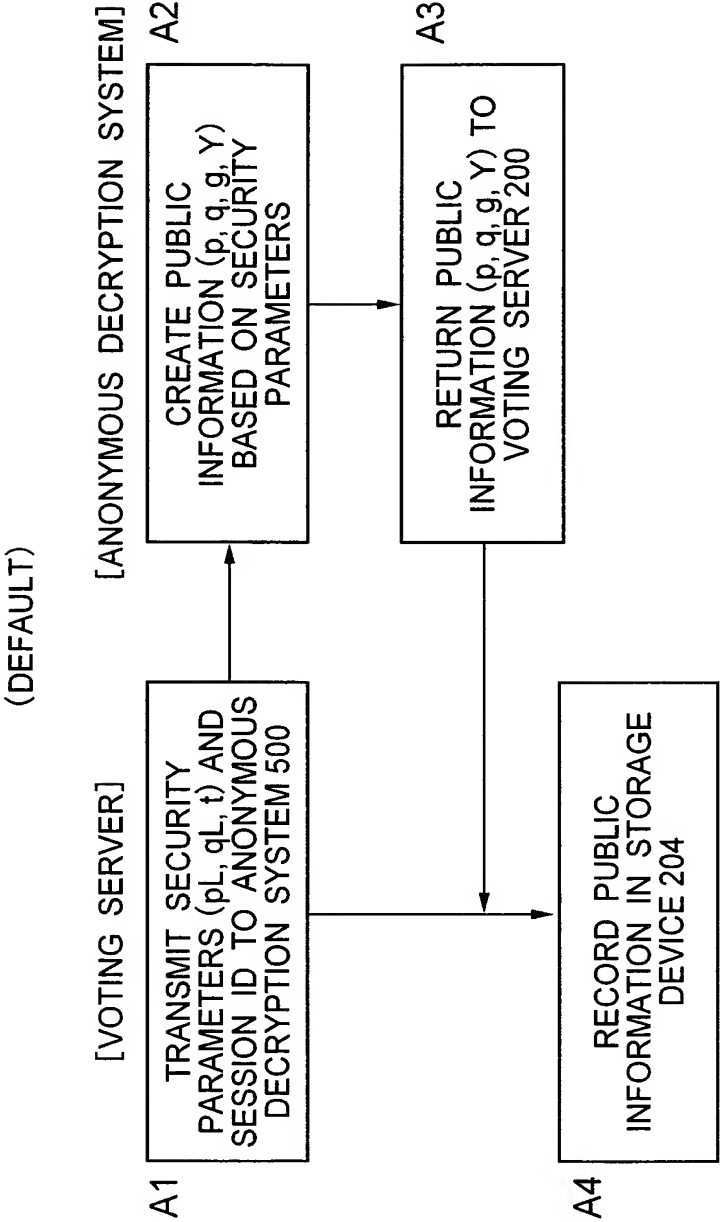 (DEFAULT)
[VOTING SERVER]
[ANONYMOUS DECRYPTION SYSTEM]
A1
TRANSMIT SECURITY
PARAMETERS (pL, qL, t) AND
SESSION ID TO ANONYMOUS
DECRYPTION SYSTEM 500
A2
CREATE PUBLIC
INFORMATION (p, q, g, Y)
BASED ON SECURITY
PARAMETERS
A3
RETURN PUBLIC
INFORMATION (p, q, g, Y) TO
VOTING SERVER 200
A4
RECORD PUBLIC
INFORMATION IN STORAGE
DEVICE 204